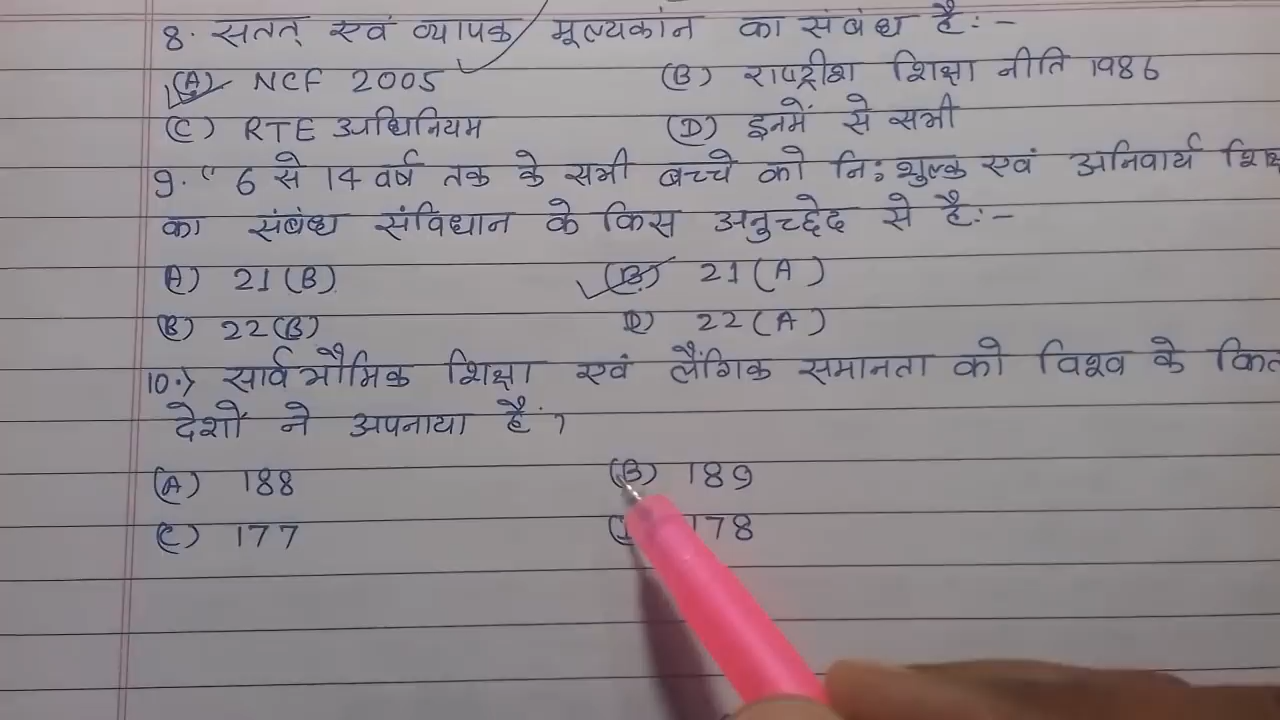 8. सतत् एवं व्यापक मूल्यकांन का संबंध है:-
(A) NCF 2005 (B) राष्ट्रीय शिक्षा नीति 1986
(C) RTE अधिनियम (D) इनमें से सभी
9. " 6 से 14 वर्ष तक के सभी बच्चे को नि:शुल्क एवं अनिवार्य
का संबंध संविधान के किस अनुच्छेद से है:-
A) 21(B) (B) 21(A)
(B) 22(B) D) 22(A)
10.) सार्वभौमिक शिक्षा एवं लैंगिक समानता को विश्व के
देशों ने अपनाया है ?
(A) 188 (B) 189
(C) 177 178